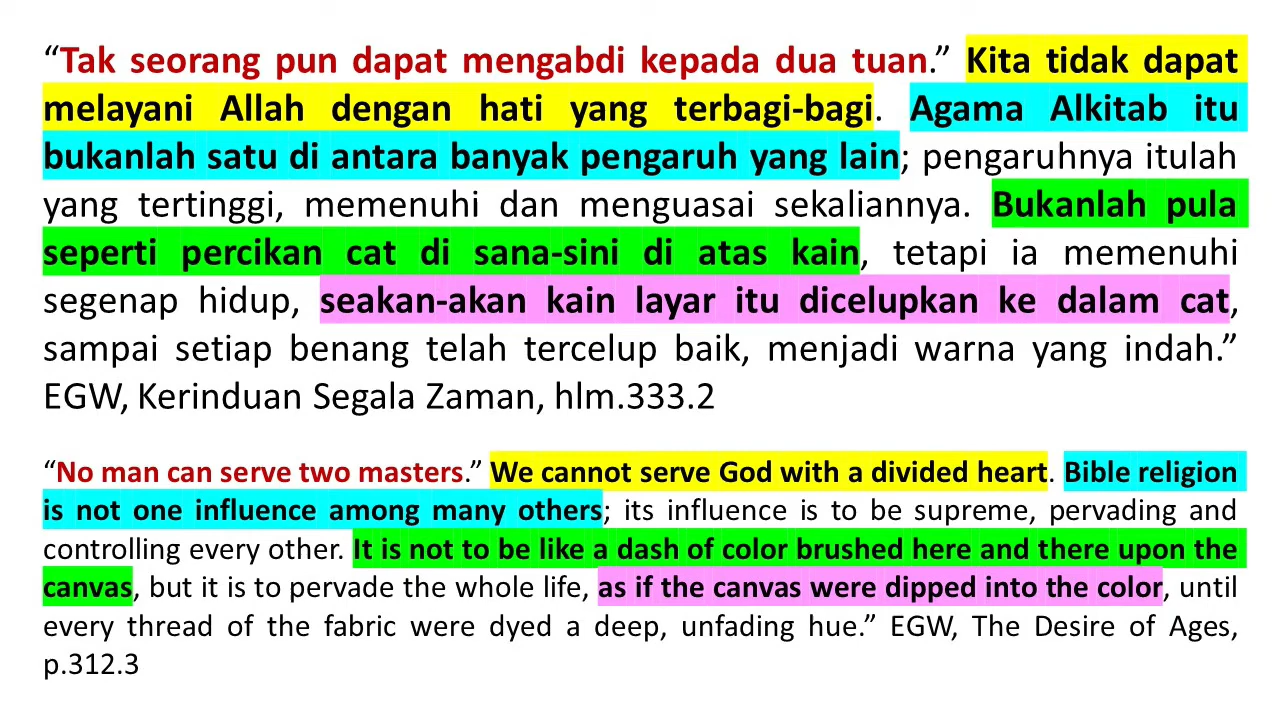 “Tak seorang pun dapat mengabdi kepada dua tuan.” Kita tidak dapat
melayani Allah dengan hati yang terbagi-bagi. Agama Alkitab itu
bukanlah satu di antara banyak pengaruh yang lain; pengaruhnya itulah
yang tertinggi, memenuhi dan menguasai sekaliannya. Bukanlah pula
seperti percikan cat di sana-sini di atas kain, tetapi ia memenuhi
segenap hidup, seakan-akan kain layar itu dicelupkan ke dalam cat,
sampai setiap benang telah tercelup baik, menjadi warna yang indah.”
EGW, Kerinduan Segala Zaman, hlm.333.2
“No man can serve two masters.” We cannot serve God with a divided heart. Bible religion
is not one influence among many others; its influence is to be supreme, pervading and
controlling every other. It is not to be like a dash of color brushed here and there upon the
canvas, but it is to pervade the whole life, as if the canvas were dipped into the color, until
every thread of the fabric were dyed a deep, unfading hue.” EGW, The Desire of Ages,
p.312.3